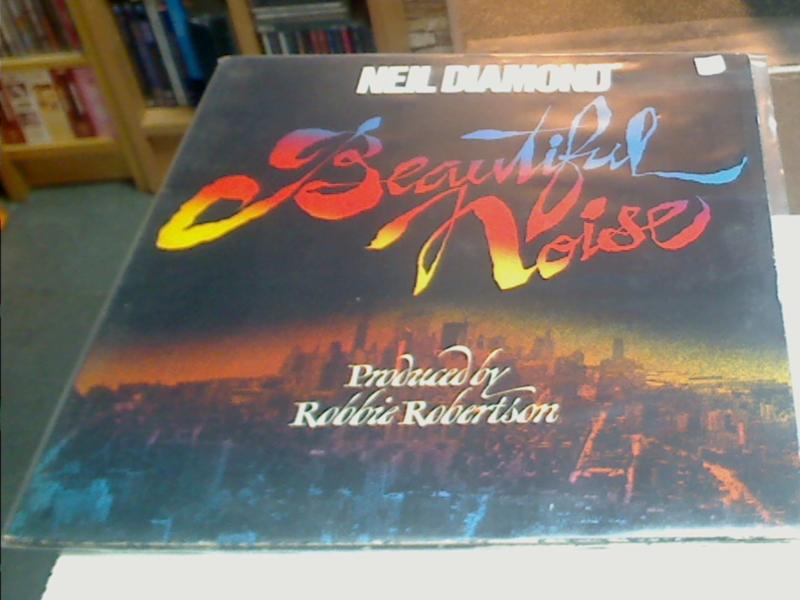 NEIL DIAMOND
Beautiful
Noise
Produced by
Robbie Robertson